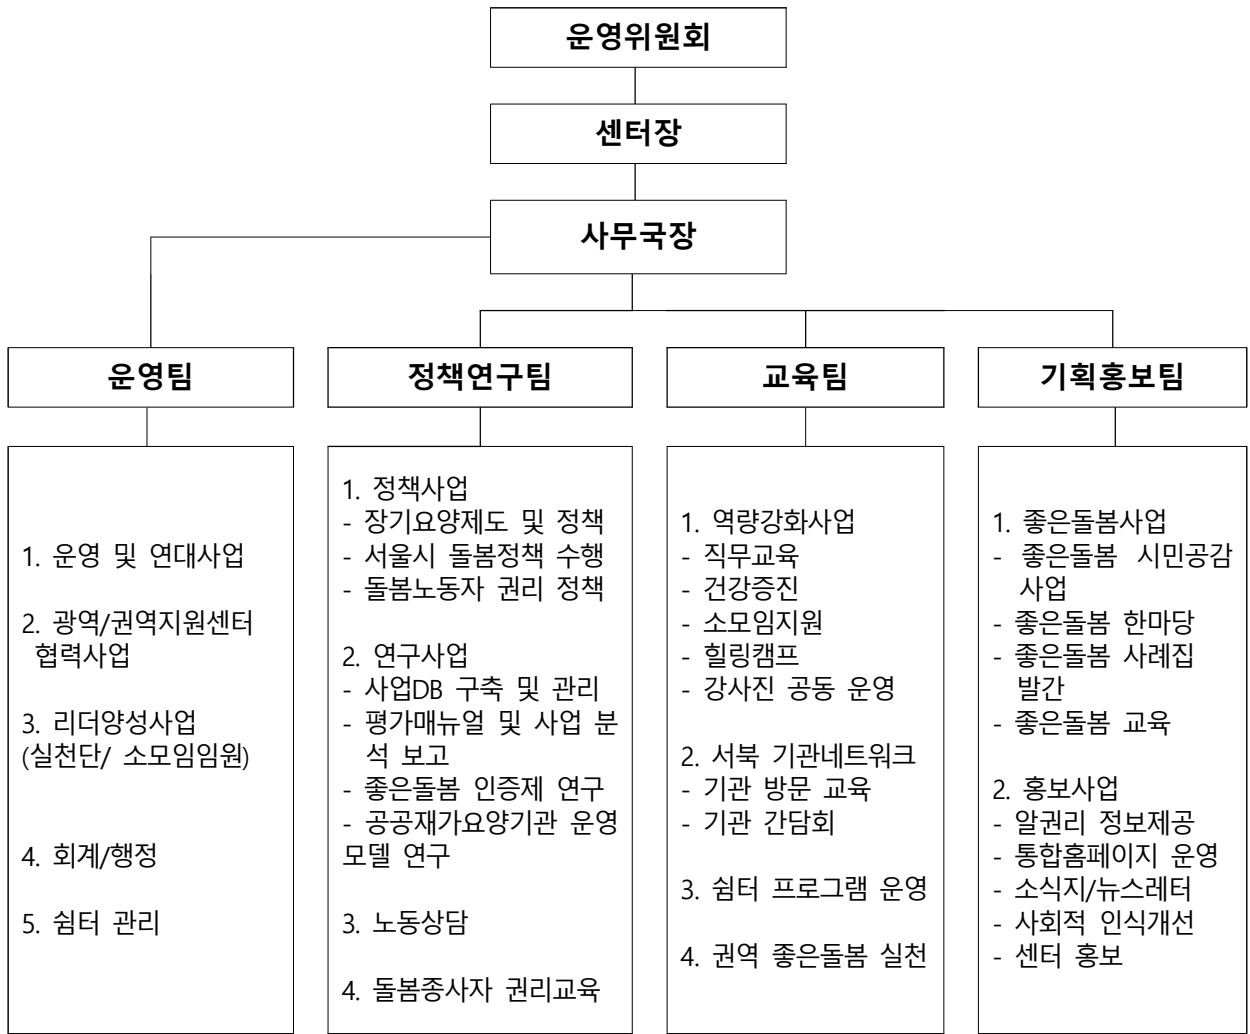 운영위원회
센터장
사무국장
운영팀
정책연구팀
교육팀
기획홍보팀
1. 운영 및 연대사업
2. 광역/권역지원센터
협력사업
3. 리더양성사업
(실천단/ 소모임임원)
4. 회계/행정
5. 쉼터 관리
1. 정책사업
- 장기요양제도 및 정책
- 서울시 돌봄정책 수행
- 돌봄노동자 권리 정책
2. 연구사업
- 사업DB 구축 및 관리
- 평가매뉴얼 및 사업 분
석 보고
- 좋은돌봄 인증제 연구
- 공공재가요양기관 운영
모델 연구
3. 노동상담
4. 돌봄종사자 권리교육
1. 역량강화사업
- 직무교육
- 건강증진
- 소모임지원
- 힐링캠프
- 강사진 공동 운영
2. 서북 기관네트워크
- 기관 방문 교육
- 기관 간담회
3. 쉼터 프로그램 운영
4. 권역 좋은돌봄 실천
1. 좋은돌봄사업
- 좋은돌봄 시민공감
사업
- 좋은돌봄 한마당
- 좋은돌봄 사례집
발간
- 좋은돌봄 교육
2. 홍보사업
- 알권리 정보제공
- 통합홈페이지 운영
- 소식지/뉴스레터
- 사회적 인식개선
- 센터 홍보